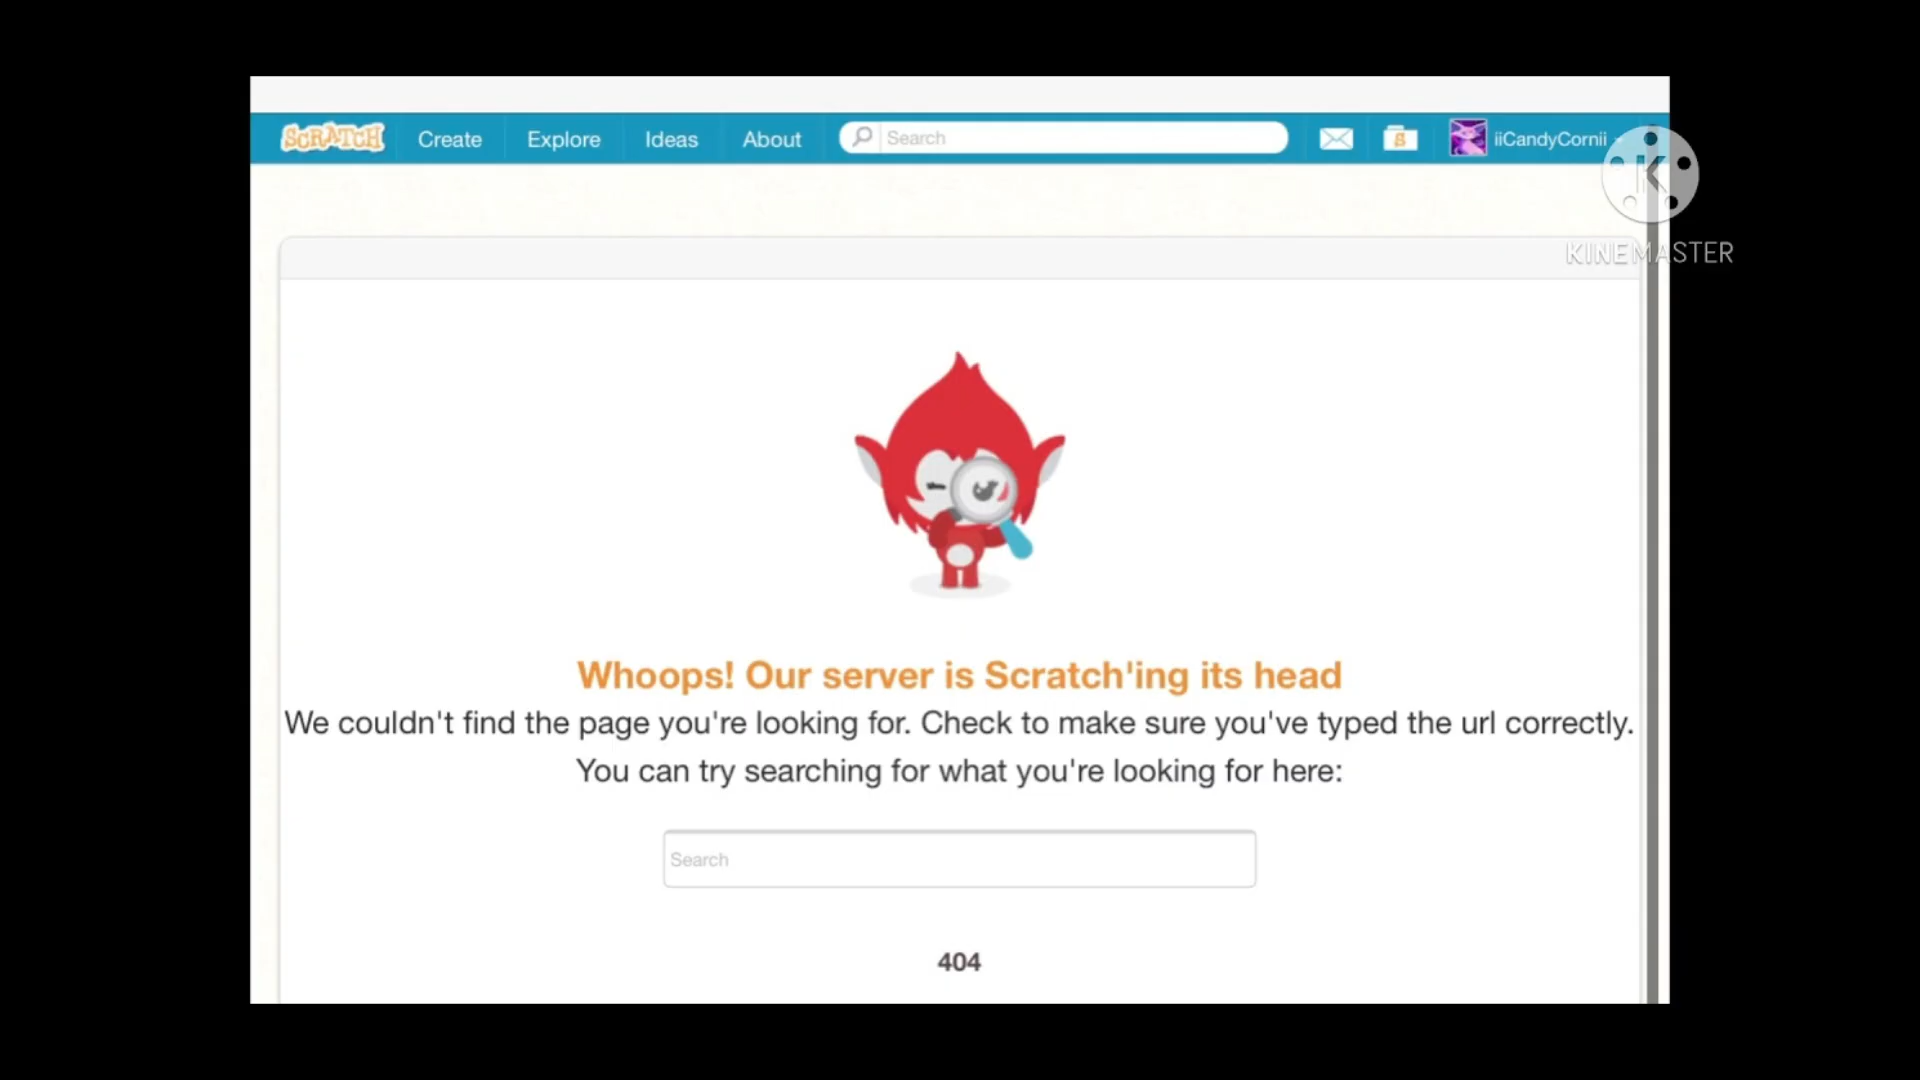 SCRATCH Create Explore Ideas About Search S iiCandyCornii
K
KINEMASTER
Whoops! Our server is Scratch'ing its head
We couldn't find the page you're looking for. Check to make sure you've typed the url correctly.
You can try searching for what you're looking for here:
Search
404